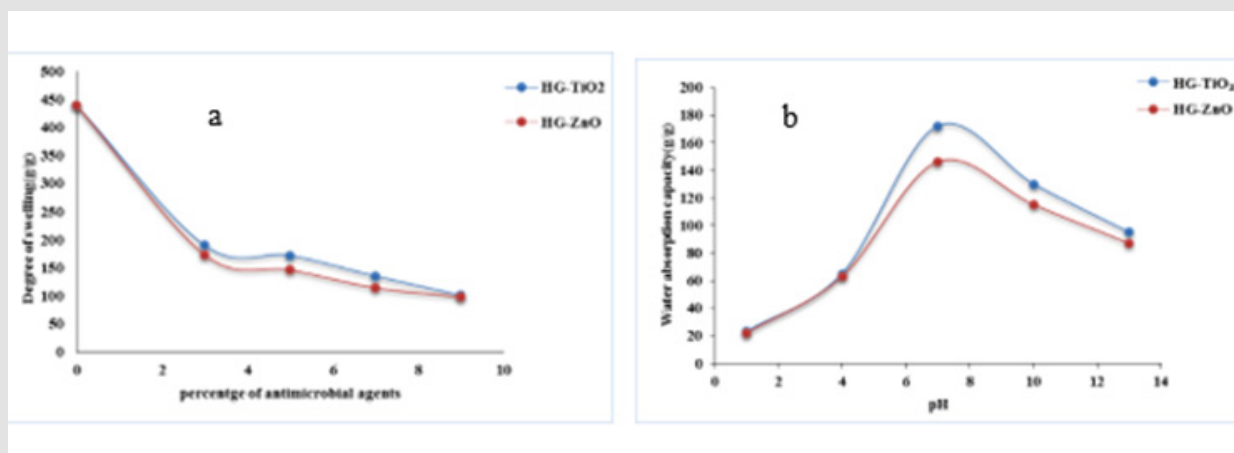 a
HG-TiO2
HG-ZnO
Degree of swelling(g/g)
500
450
400
350
300
250
200
150
100
50
0
0 2 4 6 8 10
percentge of antimicrobial agents
b
HG-TiO₂
HG-ZnO
Water absorption capacity(g/g)
200
180
160
140
120
100
80
60
40
20
0
0 2 4 6 8 10 12 14
pH